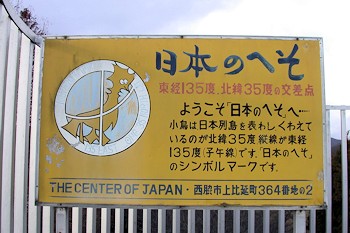 日本のへそ
東経135度、北緯35度の交差点
ようこそ「日本のへそ」へ…
小鳥は日本列島を表わしくわえて
いるのが北緯35度縦線が東経
135度(子午線)です。「日本のへそ」
のシンボルマークです。
THE CENTER OF JAPAN・西脇市上比延町364番地の2